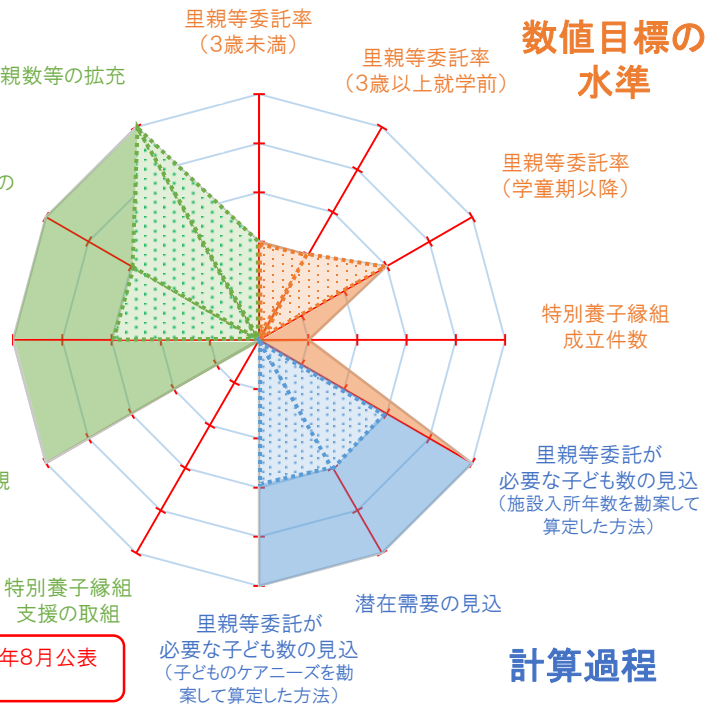 里親等委託率
（3歳未満）
数値目標の
水準
里親等委託率
（3歳以上就学前）
親数等の拡充
里親等委託率
（学童期以降）
の
特別養子縁組
成立件数
里親等委託が
必要な子ども数の見込
（施設入所年数を勘案して
算定した方法）
親
特別養子縁組
支援の取組
潜在需要の見込
里親等委託が
必要な子ども数の見込
（子どものケアニーズを勘
案して算定した方法）
年8月公表
計算過程